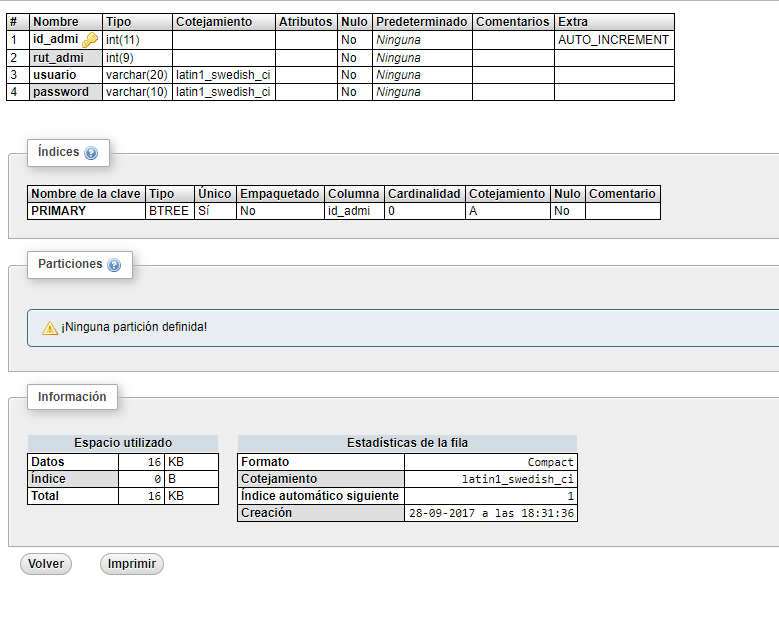 # Nombre Tipo Cotejamiento Atributos Nulo Predeterminado Comentarios Extra
1 id_admi int(11) No Ninguna AUTO_INCREMENT
2 rut_admi int(9) No Ninguna
3 usuario varchar(20) latin1_swedish_ci No Ninguna
4 password varchar(10) latin1_swedish_ci No Ninguna
Índices
Nombre de la clave Tipo Único Empaquetado Columna Cardinalidad Cotejamiento Nulo Comentario
PRIMARY BTREE Sí No id_admi 0 A No
Particiones
¡Ninguna partición definida!
Información
Espacio utilizado
Datos 16 KB
Índice 0 B
Total 16 KB
Estadísticas de la fila
Formato Compact
Cotejamiento latin1_swedish_ci
Índice automático siguiente 1
Creación 28-09-2017 a las 18:31:36
Volver Imprimir